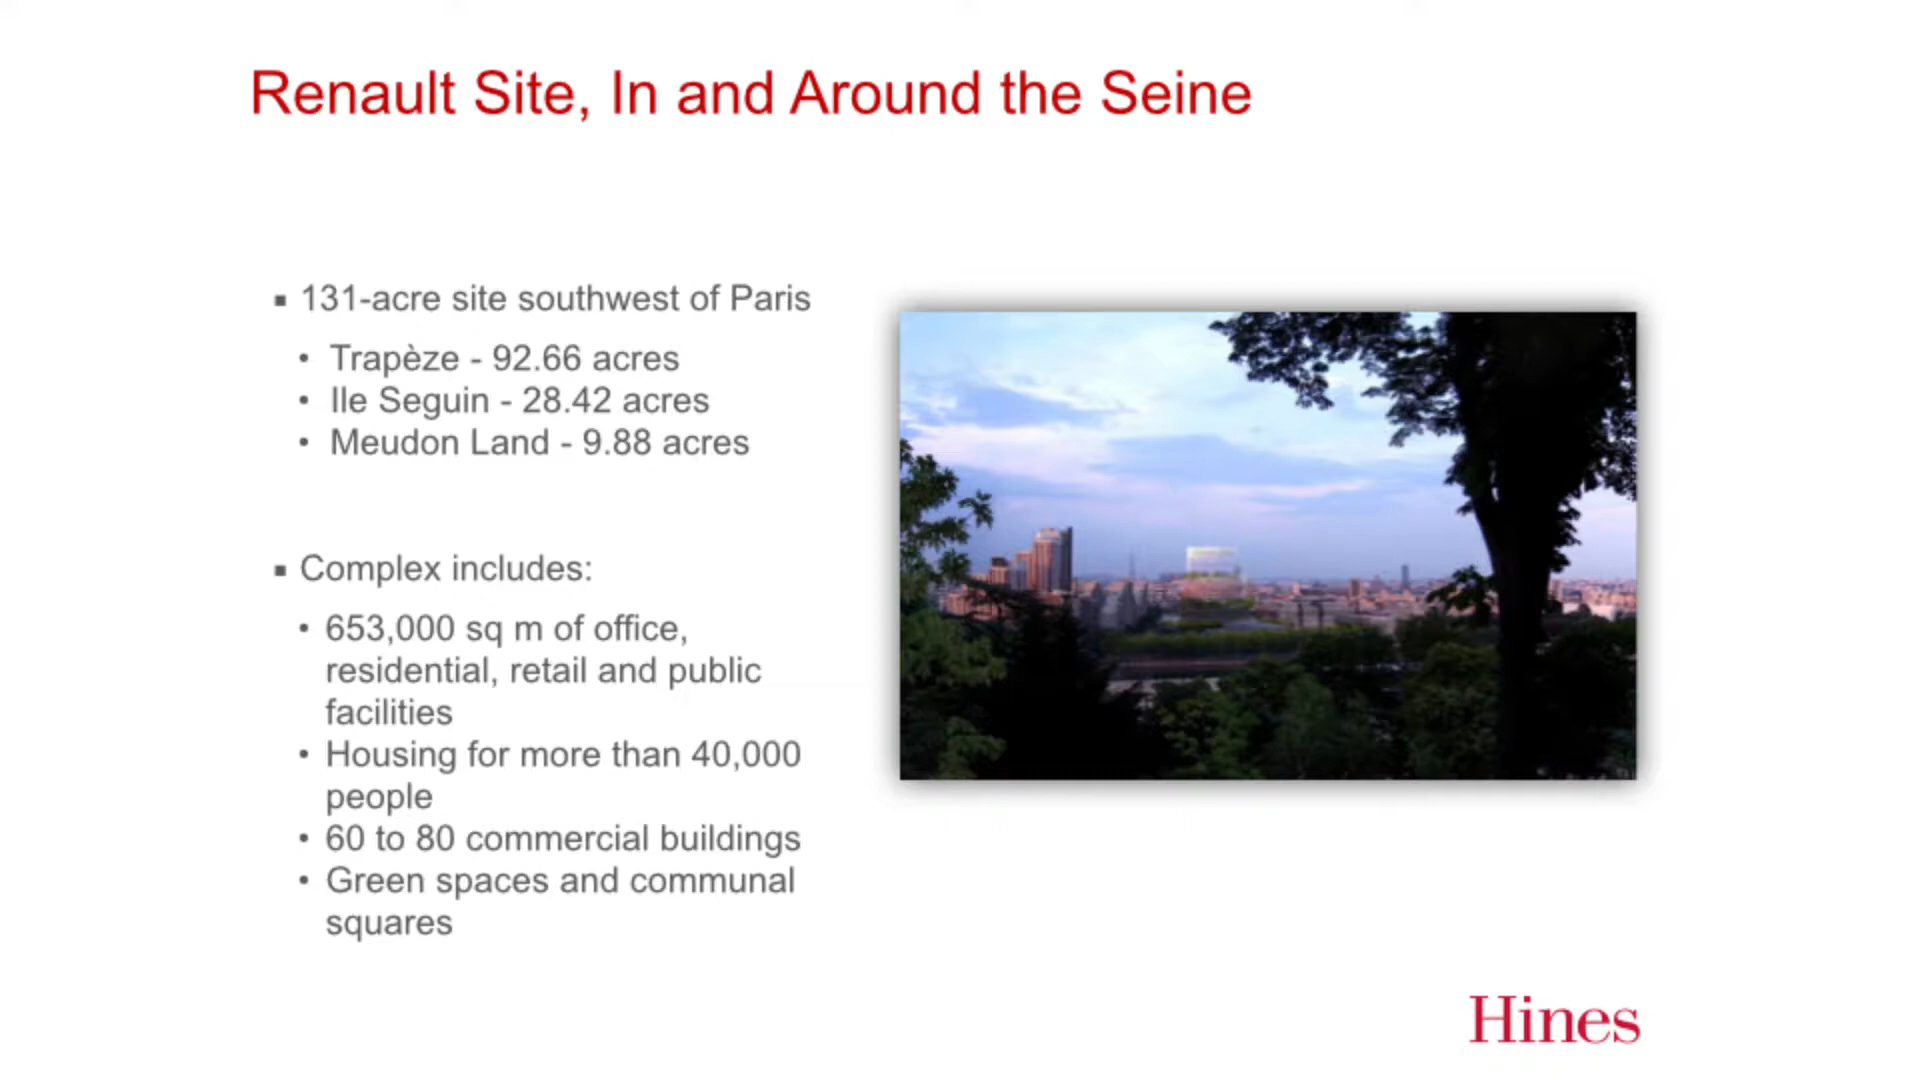 Renault Site, In and Around the Seine
▪ 131-acre site southwest of Paris
• Trapèze - 92.66 acres
• Ile Seguin - 28.42 acres
• Meudon Land - 9.88 acres
▪ Complex includes:
• 653,000 sq m of office,
residential, retail and public
facilities
• Housing for more than 40,000
people
• 60 to 80 commercial buildings
• Green spaces and communal
squares
Hines